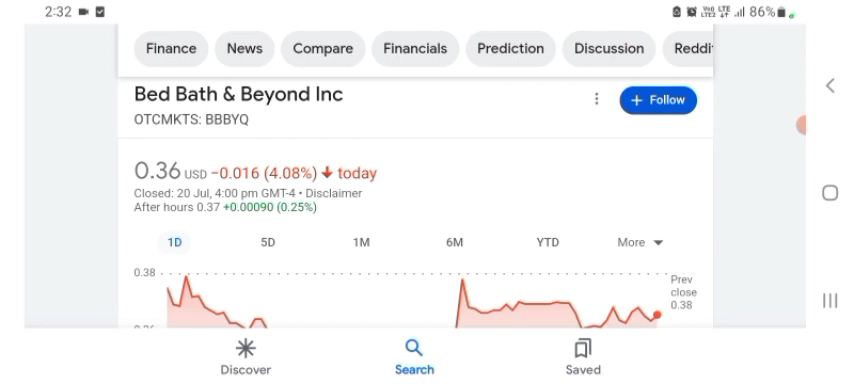 2:32
Vo)) LTE
LTE2
86%
Finance News Compare Financials Prediction Discussion Reddi
Bed Bath & Beyond Inc
+ Follow
OTCMKTS: BBBYQ
0.36 USD −0.016 (4.08%) today
Closed: 20 Jul, 4:00 pm GMT-4 • Disclaimer
After hours 0.37 +0.00090 (0.25%)
1D 5D 1M 6M YTD More
0.38
Prev
close
0.38
Discover Search Saved